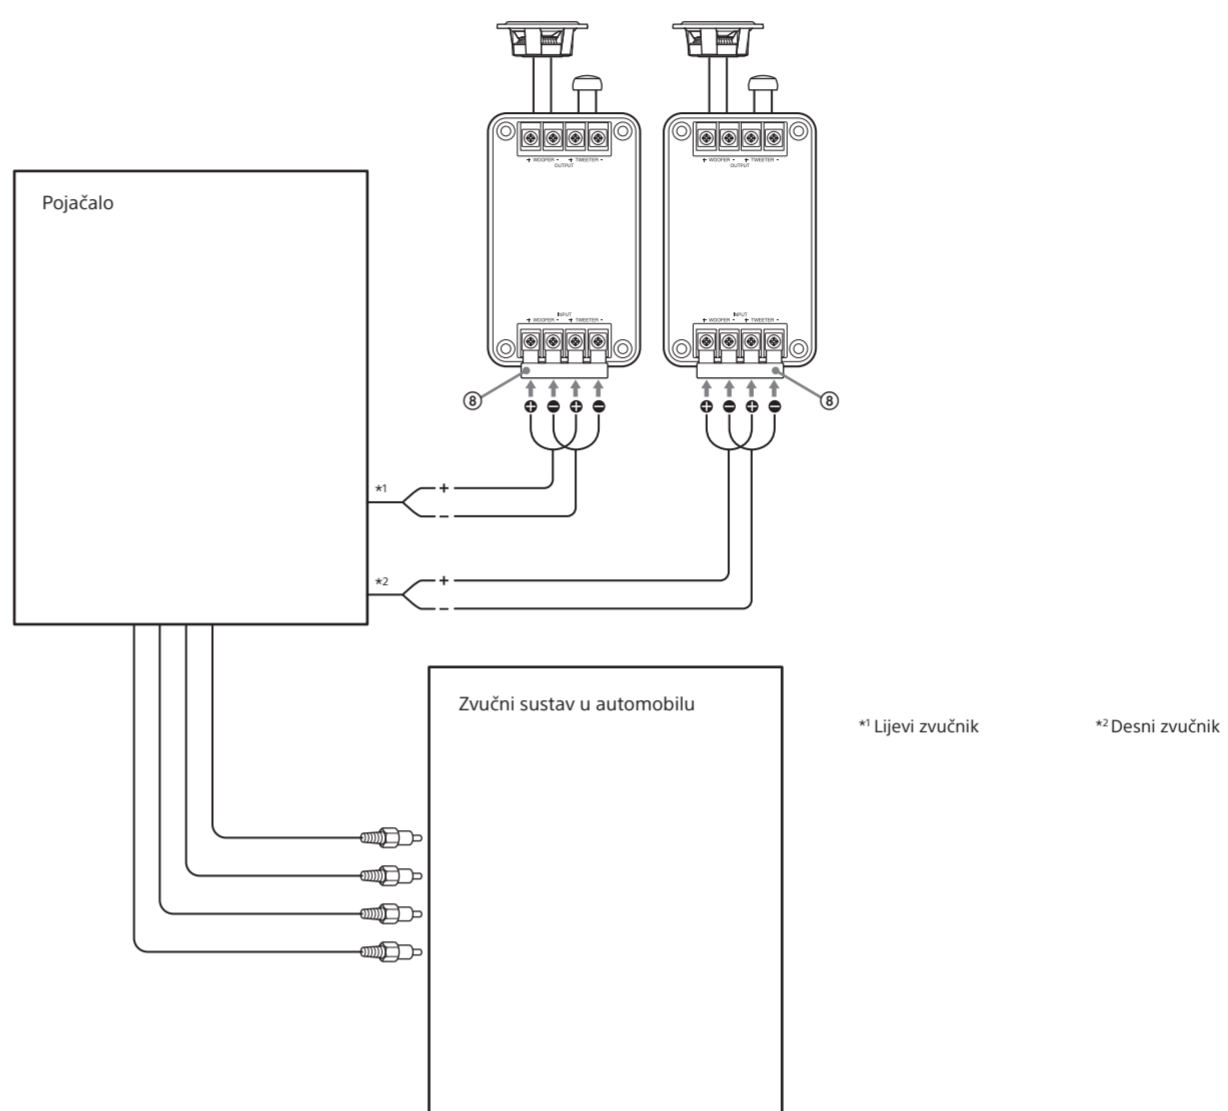 + WOOFER - + TWEETER -
OUTPUT
+ WOOFER - + TWEETER -
OUTPUT
Pojačalo
INPUT
+ WOOFER - + TWEETER -
INPUT
+ WOOFER - + TWEETER -
⑧
⑧
+ − + −
+ − + −
*1 +
−
*2 +
−
Zvučni sustav u automobilu
*1 Lijevi zvučnik
*2 Desni zvučnik